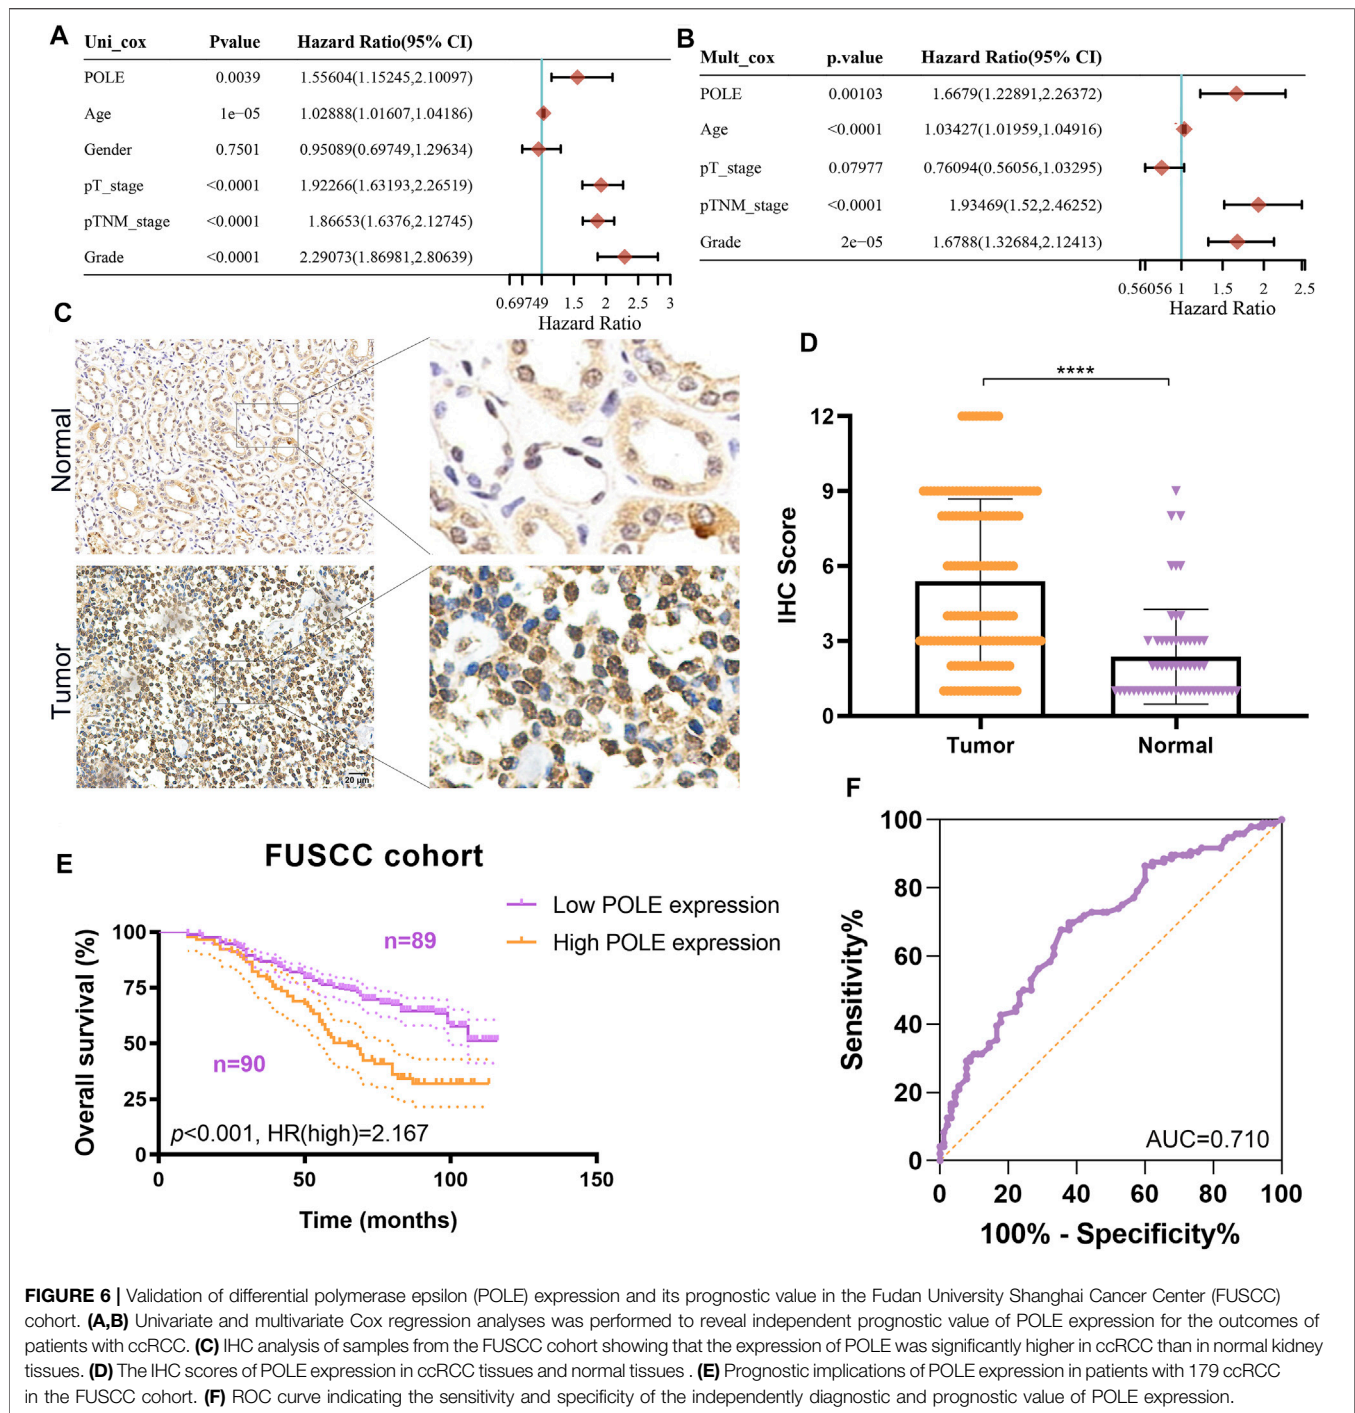 A
Uni_cox Pvalue Hazard Ratio(95% CI)
POLE 0.0039 1.55604(1.15245,2.10097)
Age 1e−05 1.02888(1.01607,1.04186)
Gender 0.7501 0.95089(0.69749,1.29634)
pT_stage <0.0001 1.92266(1.63193,2.26519)
pTNM_stage <0.0001 1.86653(1.6376,2.12745)
Grade <0.0001 2.29073(1.86981,2.80639)
0.69749 1.5 2 2.5 3
Hazard Ratio
B
Mult_cox p.value Hazard Ratio(95% CI)
POLE 0.00103 1.6679(1.22891,2.26372)
Age <0.0001 1.03427(1.01959,1.04916)
pT_stage 0.07977 0.76094(0.56056,1.03295)
pTNM_stage <0.0001 1.93469(1.52,2.46252)
Grade 2e−05 1.6788(1.32684,2.12413)
0.56056 1 1.5 2 2.5
Hazard Ratio
C
Normal
Tumor
20 μm
D
****
IHC Score
12
9
6
3
0
Tumor Normal
E
FUSCC cohort
Low POLE expression
High POLE expression
n=89
n=90
Overall survival (%)
100
75
50
25
0
p<0.001, HR(high)=2.167
0 50 100 150
Time (months)
F
Sensitivity%
100
80
60
40
20
0
AUC=0.710
0 20 40 60 80 100
100% - Specificity%
FIGURE 6 | Validation of differential polymerase epsilon (POLE) expression and its prognostic value in the Fudan University Shanghai Cancer Center (FUSCC)
cohort. (A,B) Univariate and multivariate Cox regression analyses was performed to reveal independent prognostic value of POLE expression for the outcomes of
patients with ccRCC. (C) IHC analysis of samples from the FUSCC cohort showing that the expression of POLE was significantly higher in ccRCC than in normal kidney
tissues. (D) The IHC scores of POLE expression in ccRCC tissues and normal tissues . (E) Prognostic implications of POLE expression in patients with 179 ccRCC
in the FUSCC cohort. (F) ROC curve indicating the sensitivity and specificity of the independently diagnostic and prognostic value of POLE expression.